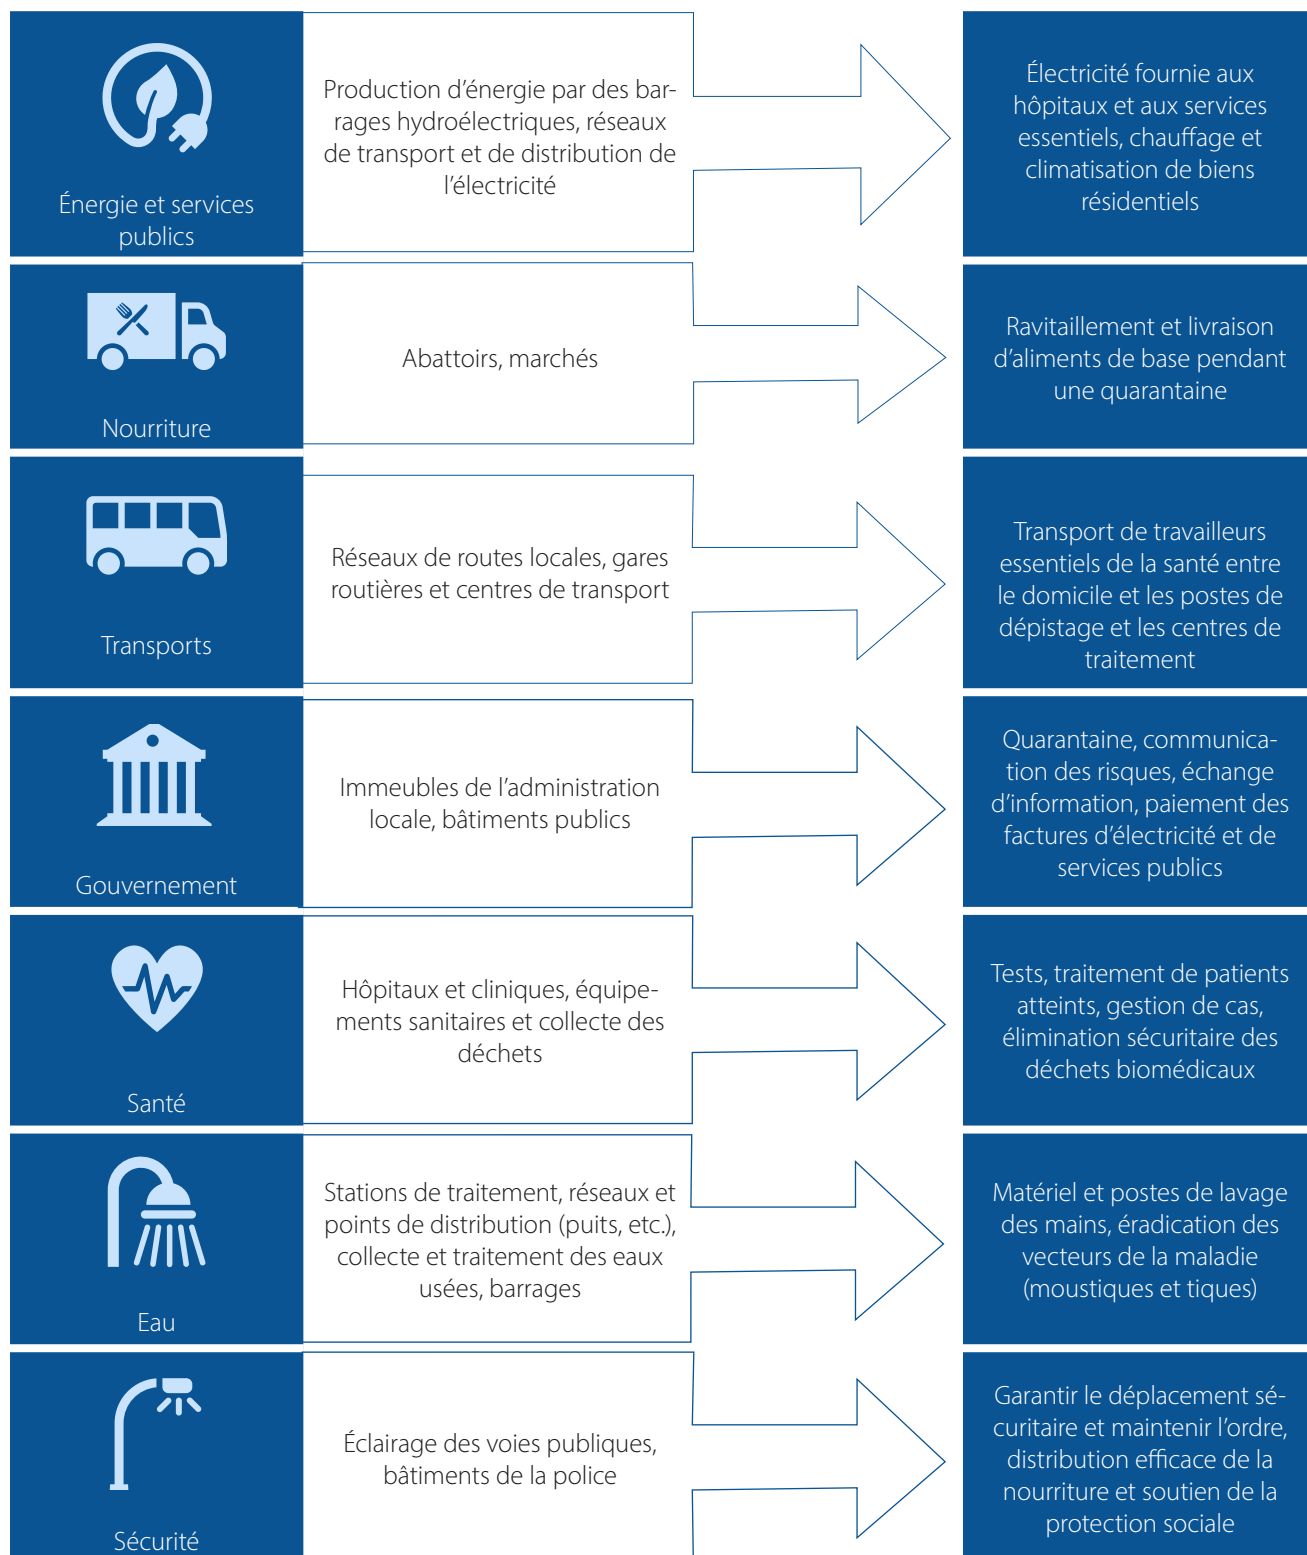 Énergie et services
publics
Production d’énergie par des bar-
rages hydroélectriques, réseaux
de transport et de distribution de
l’électricité
Électricité fournie aux
hôpitaux et aux services
essentiels, chauffage et
climatisation de biens
résidentiels
Nourriture
Abattoirs, marchés
Ravitaillement et livraison
d’aliments de base pendant
une quarantaine
Transports
Réseaux de routes locales, gares
routières et centres de transport
Transport de travailleurs
essentiels de la santé entre
le domicile et les postes de
dépistage et les centres de
traitement
Gouvernement
Immeubles de l’administration
locale, bâtiments publics
Quarantaine, communica-
tion des risques, échange
d’information, paiement des
factures d’électricité et de
services publics
Santé
Hôpitaux et cliniques, équipe-
ments sanitaires et collecte des
déchets
Tests, traitement de patients
atteints, gestion de cas,
élimination sécuritaire des
déchets biomédicaux
Eau
Stations de traitement, réseaux et
points de distribution (puits, etc.),
collecte et traitement des eaux
usées, barrages
Matériel et postes de lavage
des mains, éradication des
vecteurs de la maladie
(moustiques et tiques)
Sécurité
Éclairage des voies publiques,
bâtiments de la police
Garantir le déplacement sé-
curitaire et maintenir l’ordre,
distribution efficace de la
nourriture et soutien de la
protection sociale